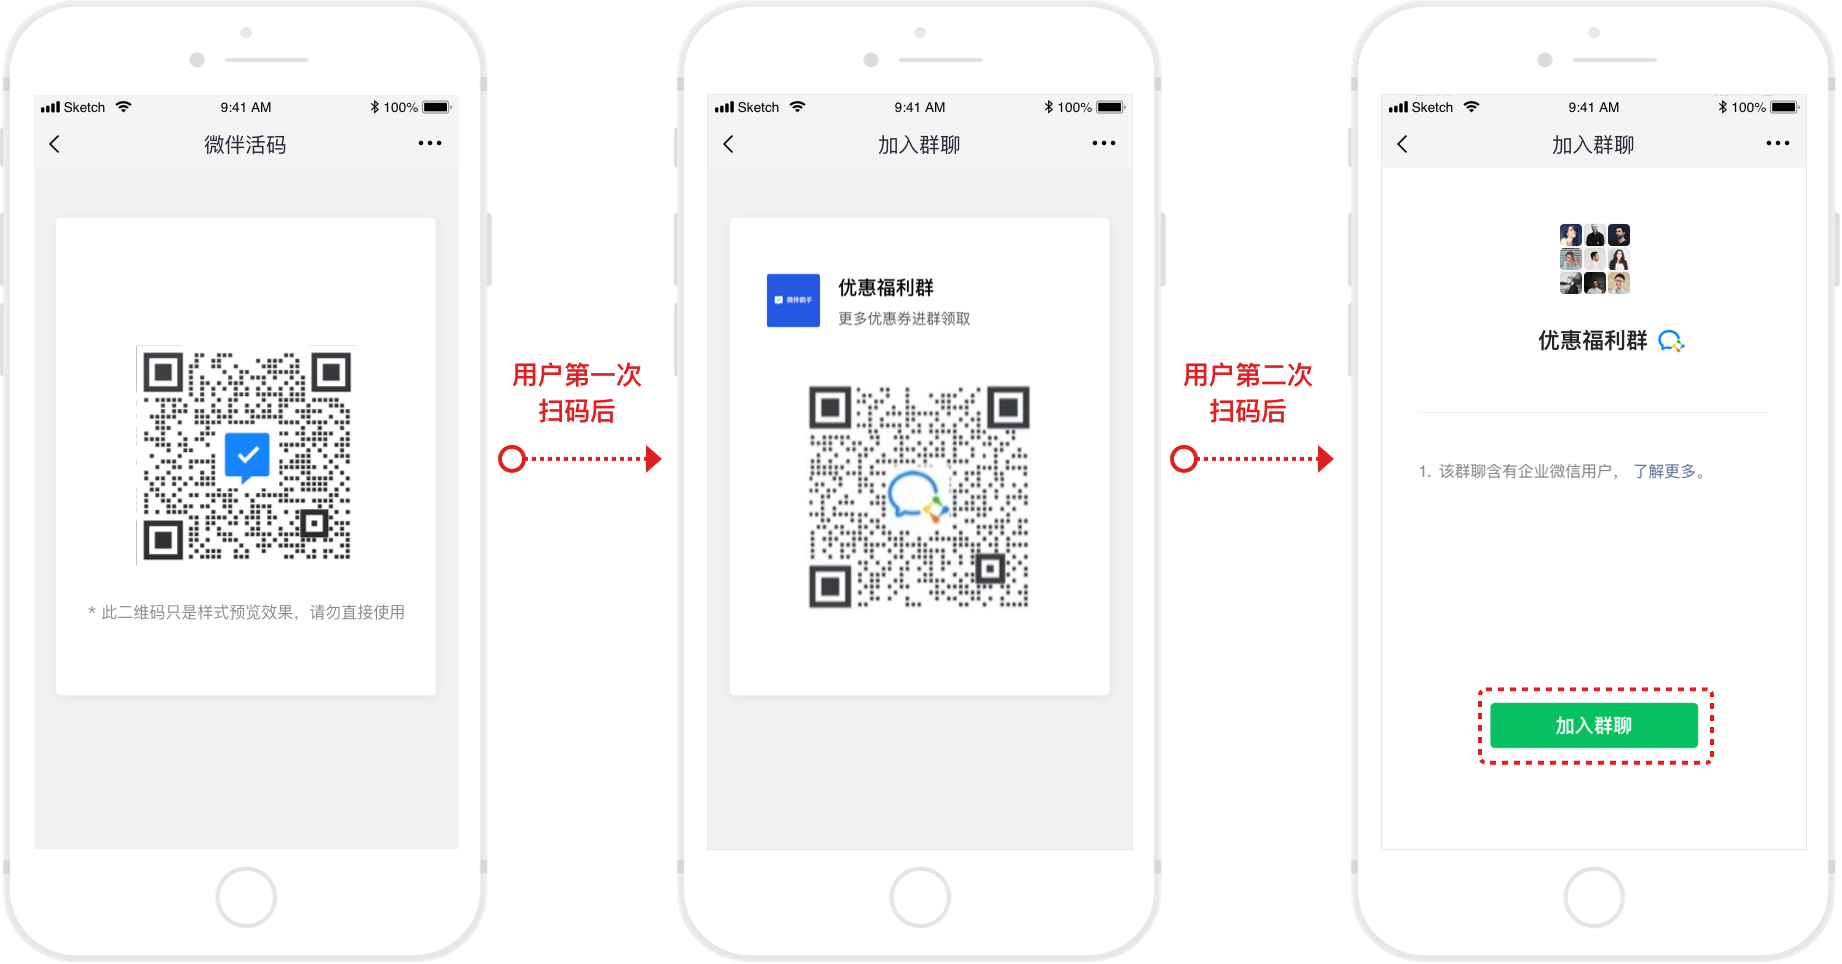 Sketch 9:41 AM 100%
微伴活码
* 此二维码只是样式预览效果，请勿直接使用
用户第一次
扫码后
Sketch 9:41 AM 100%
加入群聊
微伴助手
优惠福利群
更多优惠券进群领取
用户第二次
扫码后
Sketch 9:41 AM 100%
加入群聊
优惠福利群
1. 该群聊含有企业微信用户， 了解更多。
加入群聊